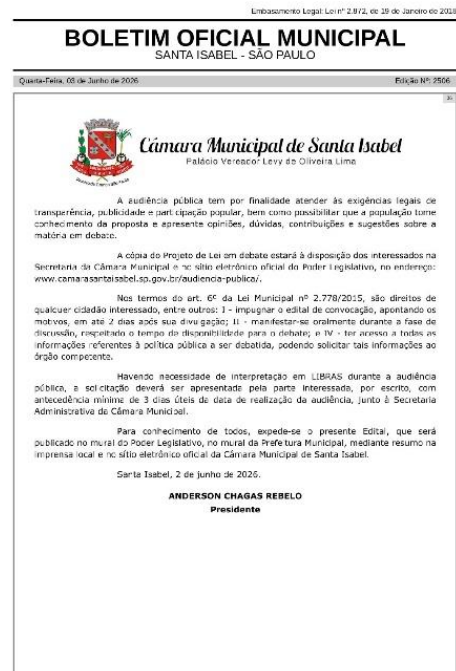 Embasamento Legal: Lei nº 2.872, de 19 de Janeiro de 2018
BOLETIM OFICIAL MUNICIPAL
SANTA ISABEL - SÃO PAULO
Quarta-Feira, 03 de Junho de 2026
Edição Nº: 2506
Câmara Municipal de Santa Isabel
Palácio Vereador Levy de Oliveira Lima
A audiência pública tem por finalidade atender às exigências legais de
transparência, publicidade e participação popular, bem como possibilitar que a população tome
conhecimento da proposta e apresente opiniões, dúvidas, contribuições e sugestões sobre a
matéria em debate.
A cópia do Projeto de Lei em debate estará à disposição dos interessados na
Secretaria da Câmara Municipal e no sítio eletrônico oficial do Poder Legislativo, no endereço:
www.camarasantaisabel.sp.gov.br/audiencia-publica/.
Nos termos do art. 6º da Lei Municipal nº 2.778/2015, são direitos de
qualquer cidadão interessado, entre outros: I - impugnar o edital de convocação, apontando os
motivos, em até 2 dias após sua divulgação; II - manifestar-se oralmente durante a fase de
discussão, respeitado o tempo de disponibilidade para o debate; e IV - ter acesso a todas as
informações referentes à política pública a ser debatida, podendo solicitar tais informações ao
órgão competente.
Havendo necessidade de interpretação em LIBRAS durante a audiência
pública, a solicitação deverá ser apresentada pela parte interessada, por escrito, com
antecedência mínima de 3 dias úteis da data de realização da audiência, junto à Secretaria
Administrativa da Câmara Municipal.
Para conhecimento de todos, expede-se o presente Edital, que será
publicado no mural do Poder Legislativo, no mural da Prefeitura Municipal, mediante resumo na
imprensa local e no sítio eletrônico oficial da Câmara Municipal de Santa Isabel.
Santa Isabel, 2 de junho de 2026.
ANDERSON CHAGAS REBELO
Presidente